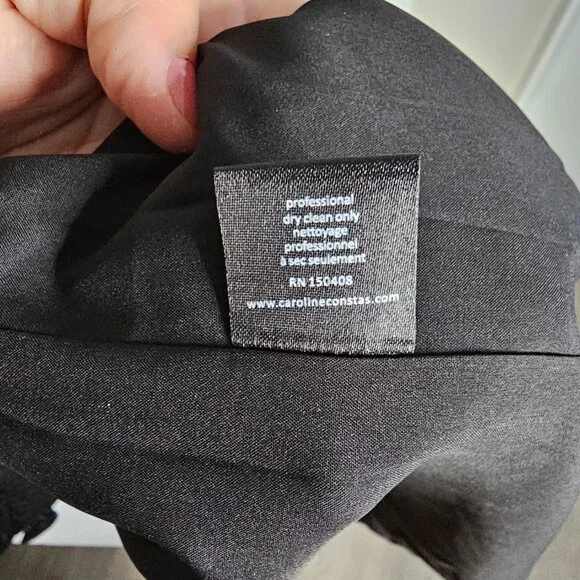 professional
dry clean only
nettoyage
professionnel
à sec seulement
RN 150408
www.carolineconstas.com